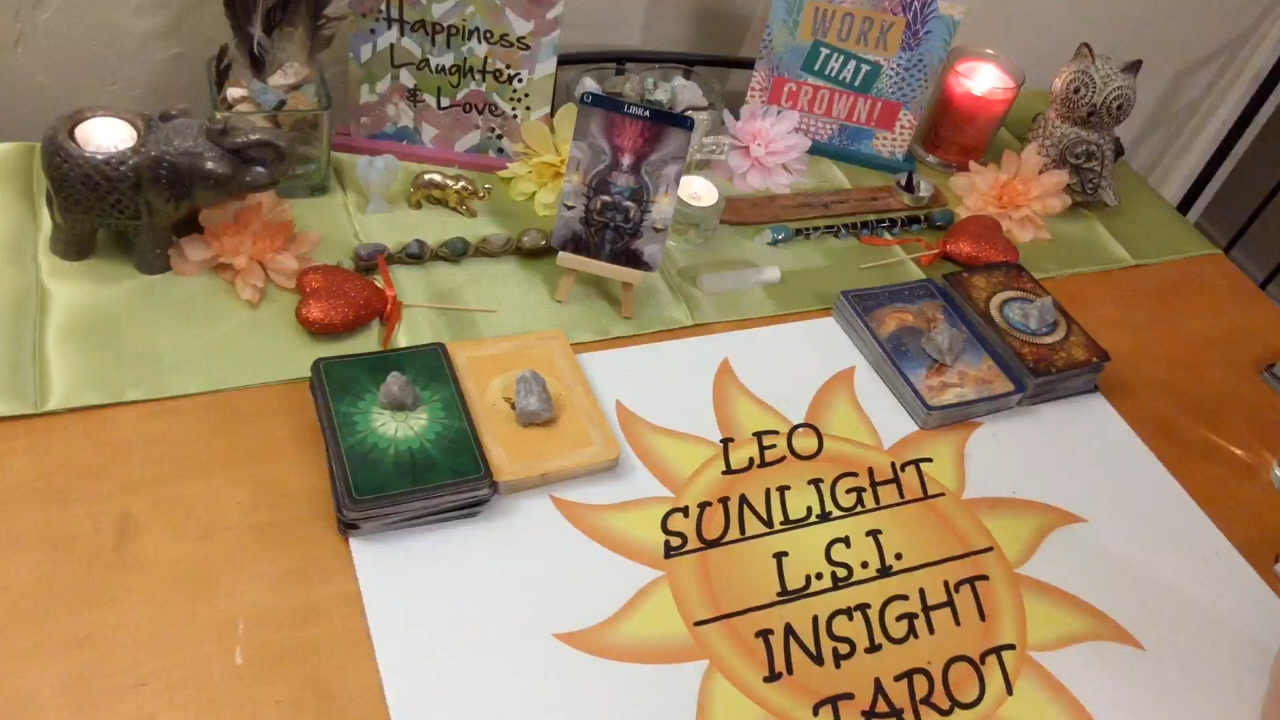 Happiness
Laughter
& Love
WORK
THAT
CROWN!
Ω LIBRA
LEO
SUNLIGHT
L.S.I.
INSIGHT
TAROT